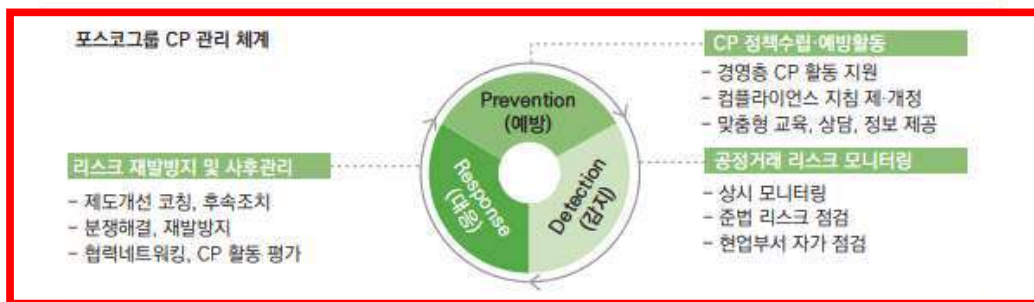 포스코그룹 CP 관리 체계
CP 정책수립·예방활동
- 경영층 CP 활동 지원
- 컴플라이언스 지침 제·개정
- 맞춤형 교육, 상담, 정보 제공
Prevention
(예방)
리스크 재발방지 및 사후관리
- 제도개선 코칭, 후속조치
- 분쟁해결, 재발방지
- 협력네트워킹, CP 활동 평가
Response
(대응)
Detection
(감지)
공정거래 리스크 모니터링
- 상시 모니터링
- 준법 리스크 점검
- 현업부서 자가 점검